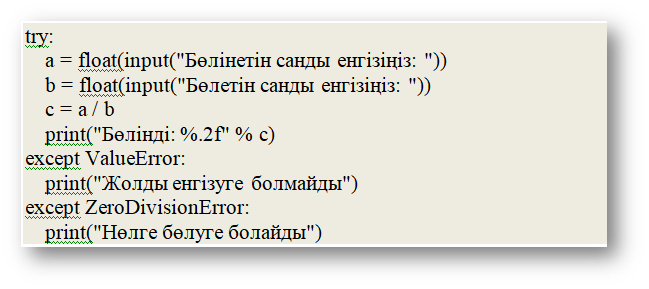 try:
    a = float(input("Бөлінетін санды енгізіңіз: "))
    b = float(input("Бөлетін санды енгізіңіз: "))
    c = a / b
    print("Бөлінді: %.2f" % c)
except ValueError:
    print("Жолды енгізуге болмайды")
except ZeroDivisionError:
    print("Нөлге бөлуге болайды")